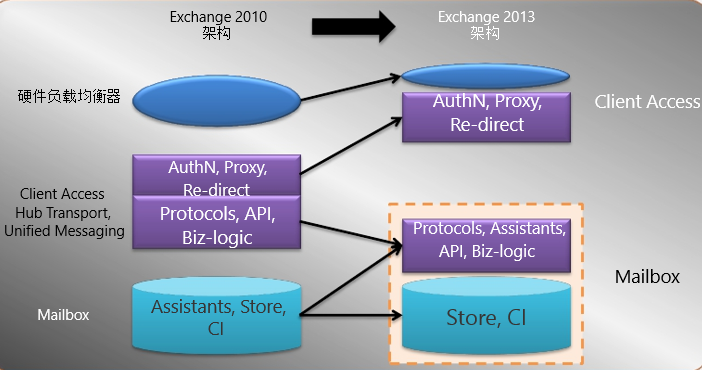 Exchange 2010
架构
Exchange 2013
架构
硬件负载均衡器
AuthN, Proxy,
Re-direct
Client Access
AuthN, Proxy,
Re-direct
Client Access
Hub Transport,
Unified Messaging
Protocols, API,
Biz-logic
Protocols, Assistants,
API, Biz-logic
Mailbox
Mailbox
Assistants, Store,
CI
Store, CI